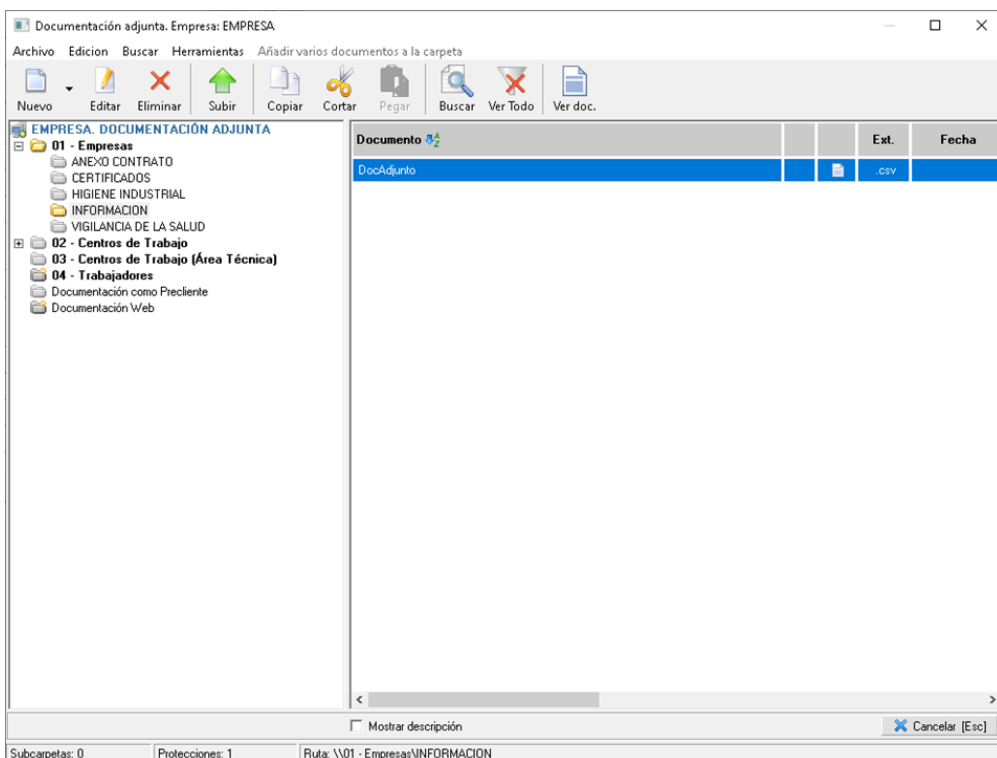 Documentación adjunta. Empresa: EMPRESA
Archivo Edicion Buscar Herramientas Añadir varios documentos a la carpeta
Nuevo Editar Eliminar Subir Copiar Cortar Pegar Buscar Ver Todo Ver doc.
EMPRESA. DOCUMENTACIÓN ADJUNTA
01 - Empresas
ANEXO CONTRATO
CERTIFICADOS
HIGIENE INDUSTRIAL
INFORMACION
VIGILANCIA DE LA SALUD
02 - Centros de Trabajo
03 - Centros de Trabajo (Área Técnica)
04 - Trabajadores
Documentación como Precliente
Documentación Web
Documento Ext. Fecha
DocAdjunto .csv
Mostrar descripción
Cancelar [Esc]
Subcarpetas: 0 Protecciones: 1 Ruta: \\01 - Empresas\INFORMACION